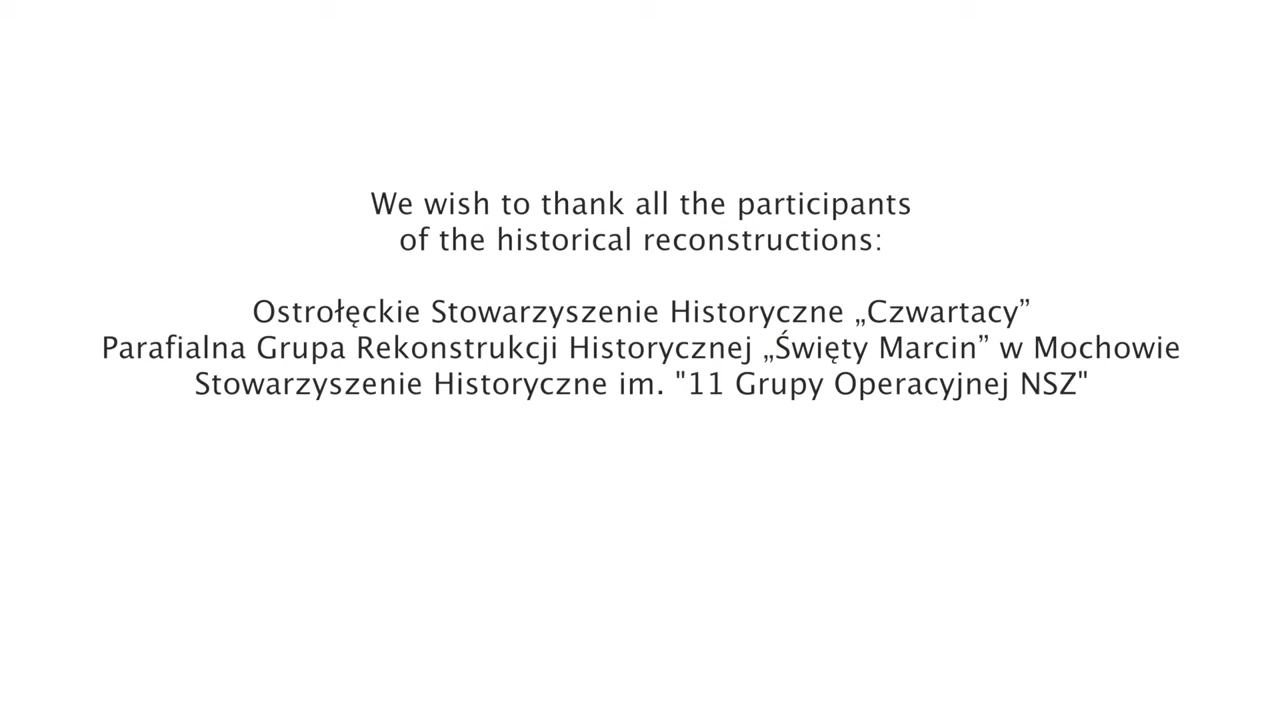 We wish to thank all the participants
of the historical reconstructions:
Ostrołęckie Stowarzyszenie Historyczne „Czwartacy”
Parafialna Grupa Rekonstrukcji Historycznej „Święty Marcin” w Mochowie
Stowarzyszenie Historyczne im. "11 Grupy Operacyjnej NSZ"